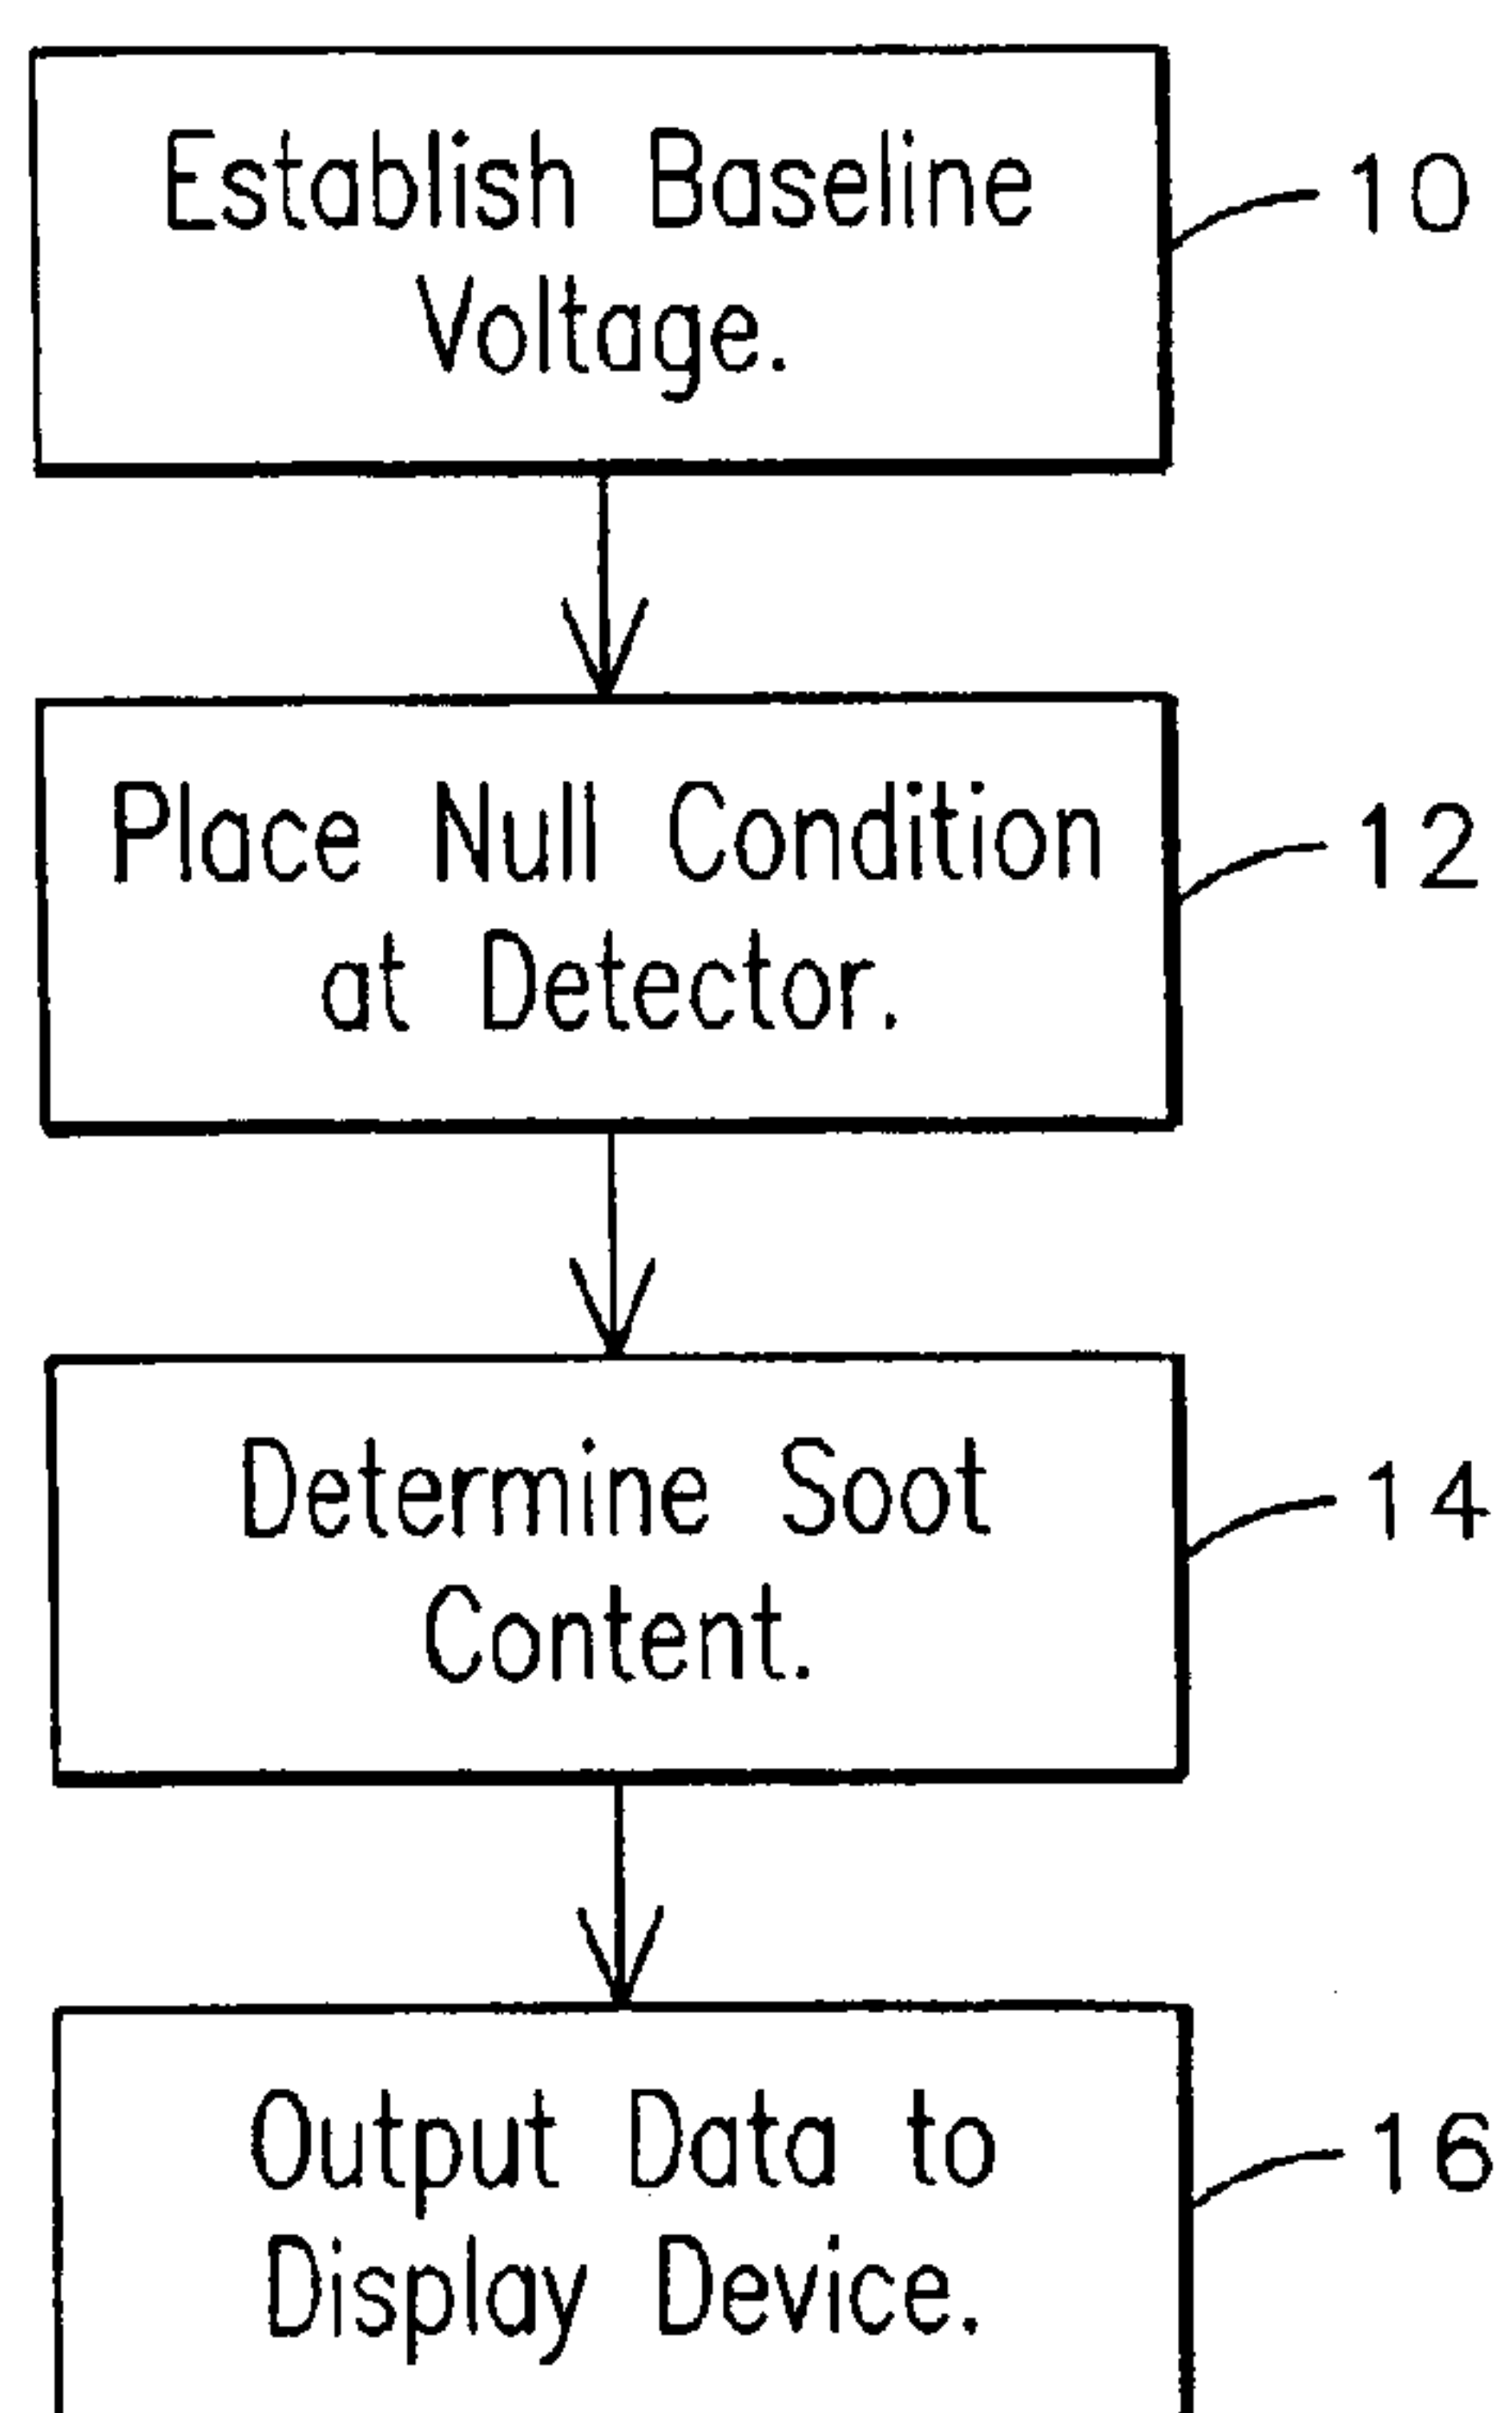 Establish Baseline
Voltage.
10
Place Null Condition
at Detector.
12
Determine Soot
Content.
14
Output Data to
Display Device.
16